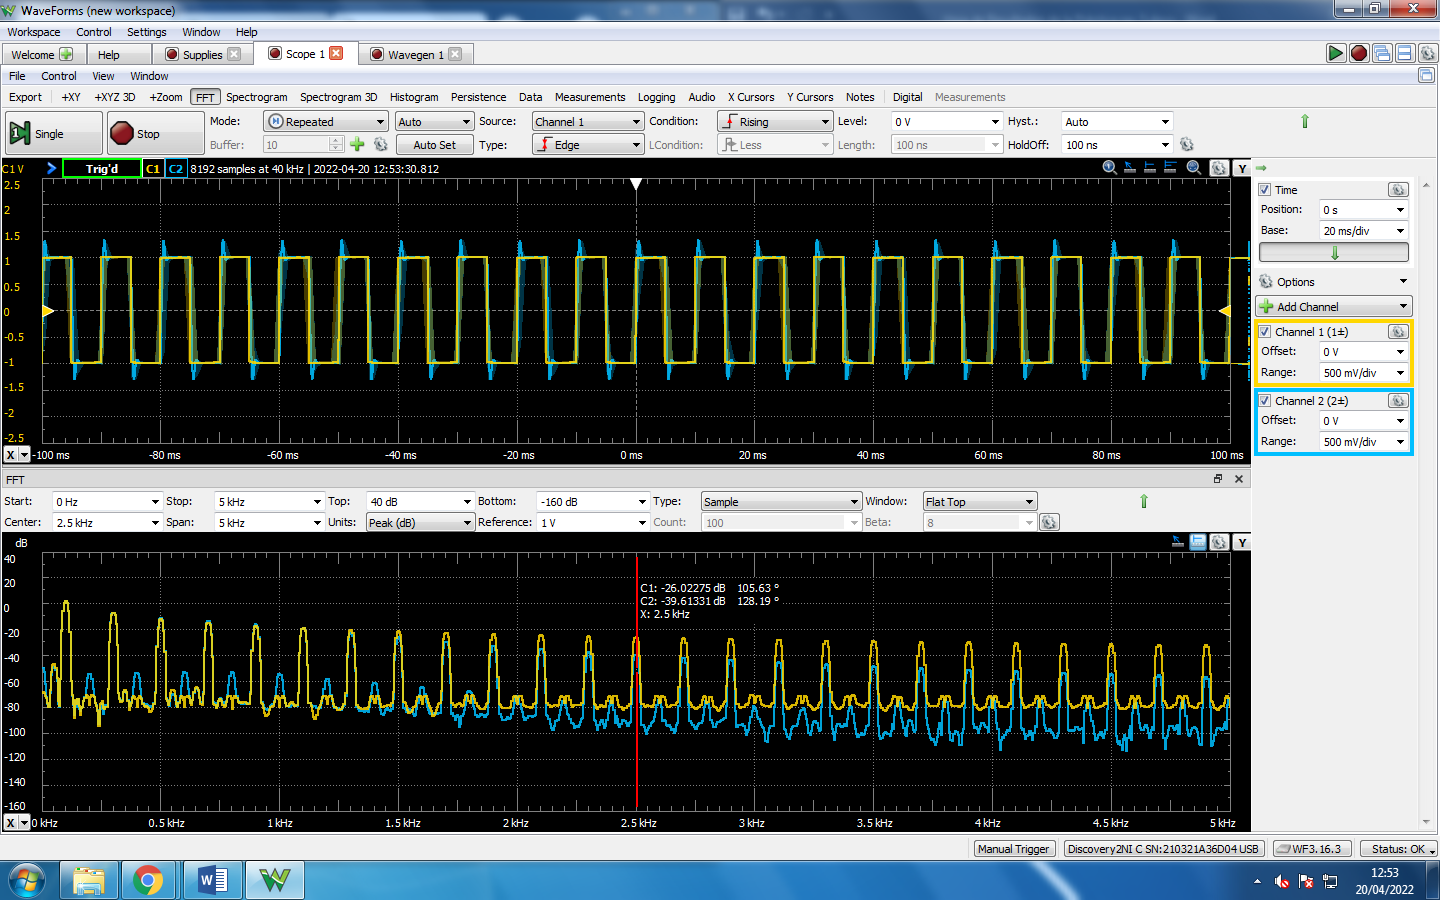 WaveForms (new workspace)
Workspace Control Settings Window Help
Welcome Help Supplies Scope 1 Wavegen 1
File Control View Window
Export +XY +XYZ 3D +Zoom FFT Spectrogram Spectrogram 3D Histogram Persistence Data Measurements Logging Audio X Cursors Y Cursors Notes Digital Measurements
Single Stop Mode: Repeated Auto Source: Channel 1 Condition: Rising Level: 0 V Hyst.: Auto
Buffer: 10 Auto Set Type: Edge LCondition: Less Length: 100 ns HoldOff: 100 ns
C1 V Trig'd C1 C2 8192 samples at 40 kHz | 2022-04-20 12:53:30.812 Y
2.5
2
1.5
1
0.5
0
-0.5
-1
-1.5
-2
-2.5
X -100 ms -80 ms -60 ms -40 ms -20 ms 0 ms 20 ms 40 ms 60 ms 80 ms 100 ms
Time
Position: 0 s
Base: 20 ms/div
Options
Add Channel
Channel 1 (1±)
Offset: 0 V
Range: 500 mV/div
Channel 2 (2±)
Offset: 0 V
Range: 500 mV/div
FFT
Start: 0 Hz Stop: 5 kHz Top: 40 dB Bottom: -160 dB Type: Sample Window: Flat Top
Center: 2.5 kHz Span: 5 kHz Units: Peak (dB) Reference: 1 V Count: 100 Beta: 8
dB Y
40
20
0
-20
-40
-60
-80
-100
-120
-140
-160
C1: -26.02275 dB 105.63 °
C2: -39.61331 dB 128.19 °
X: 2.5 kHz
X 0 kHz 0.5 kHz 1 kHz 1.5 kHz 2 kHz 2.5 kHz 3 kHz 3.5 kHz 4 kHz 4.5 kHz 5 kHz
Manual Trigger Discovery2NI C SN:210321A36D04 USB WF3.16.3 Status: OK
12:53
20/04/2022